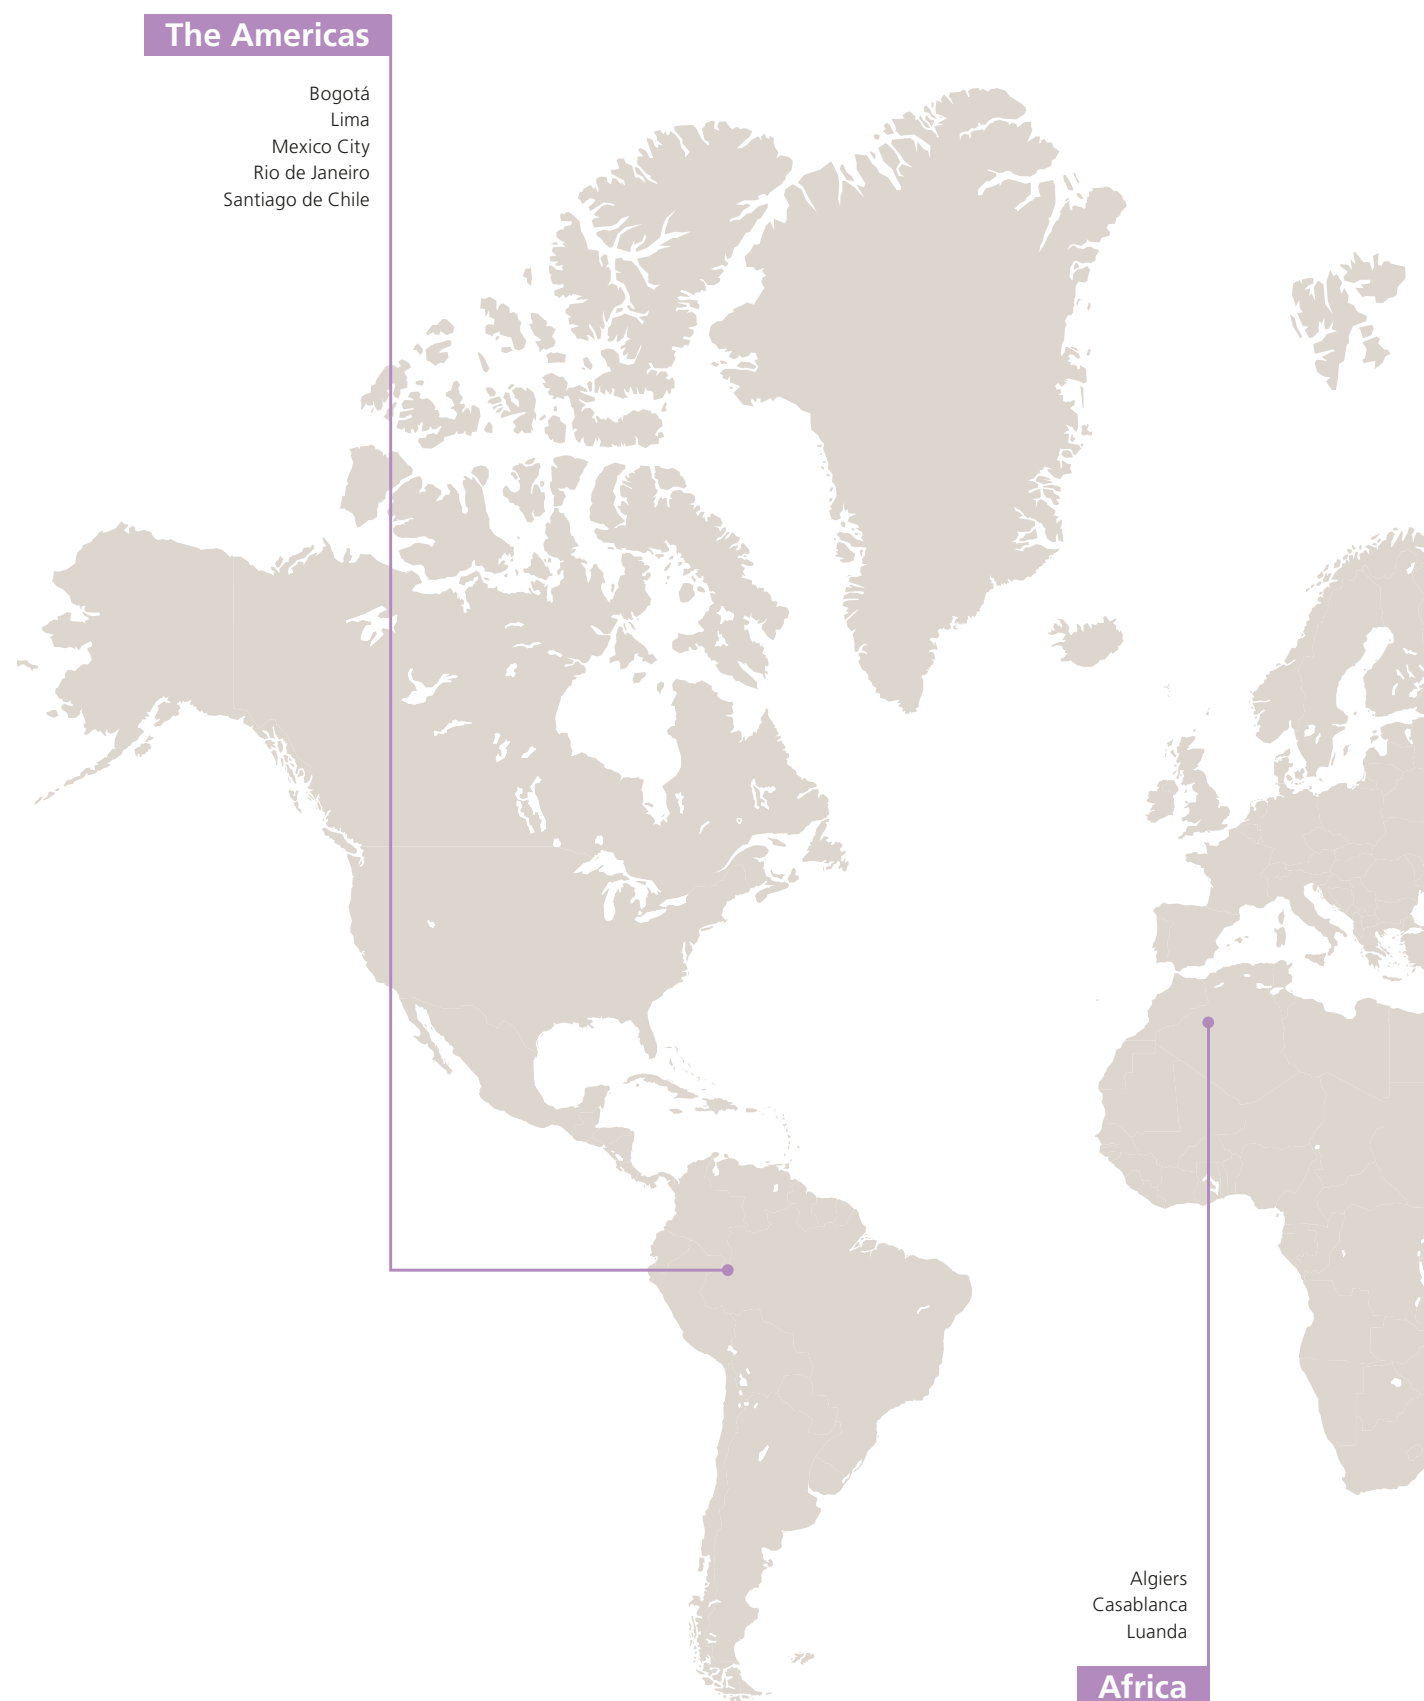 The Americas
Bogotá
Lima
Mexico City
Rio de Janeiro
Santiago de Chile
Algiers
Casablanca
Luanda
Africa